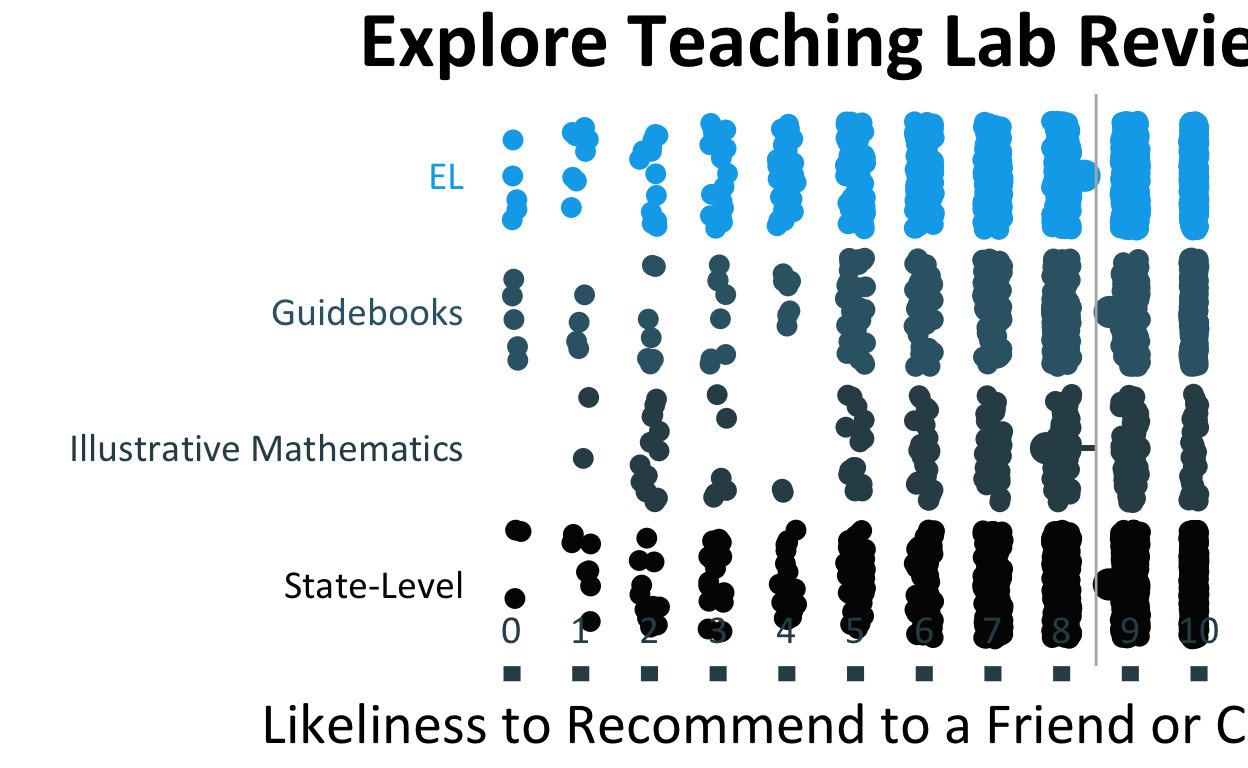 Explore Teaching Lab Revie
EL
Guidebooks
Illustrative Mathematics
State-Level
0 1 2 3 4 5 6 7 8 9 10
Likeliness to Recommend to a Friend or C